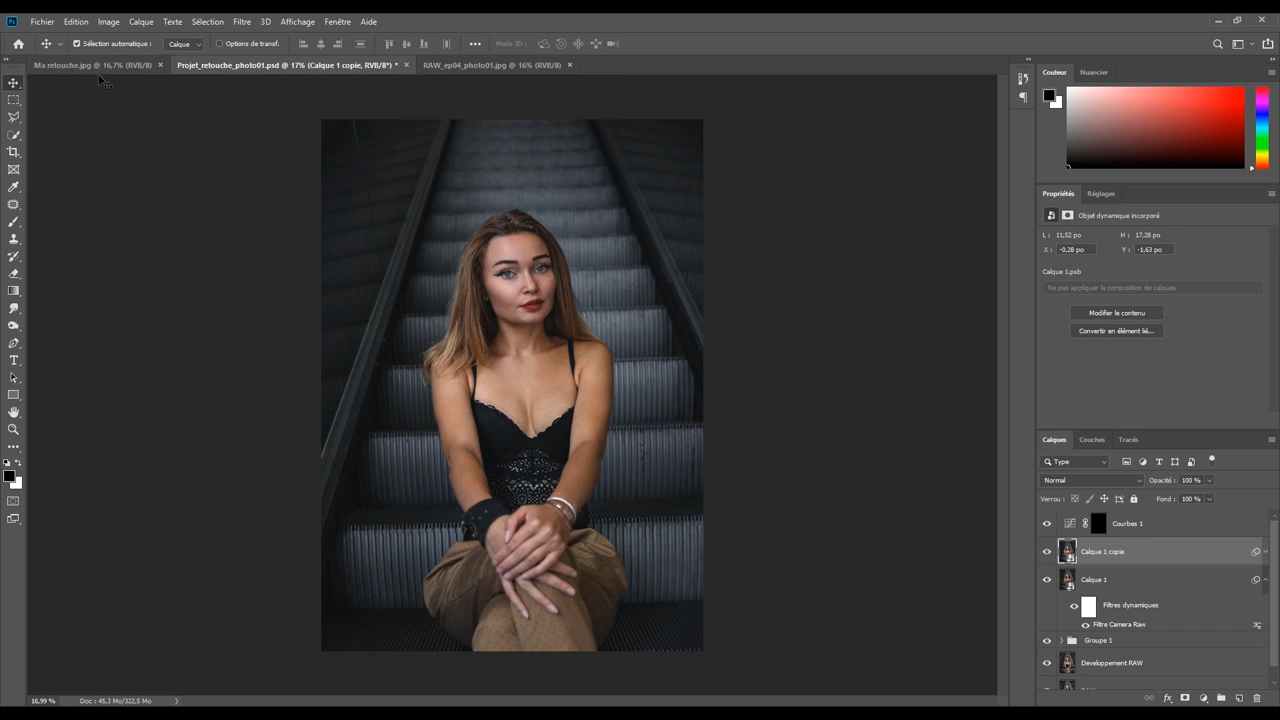 Ps Fichier Edition Image Calque Texte Sélection Filtre 3D Affichage Fenêtre Aide
Sélection automatique : Calque Options de transf. Mode 3D :
Ma retouche.jpg @ 16,7% (RVB/8) Projet_retouche_photo01.psd @ 17% (Calque 1 copie, RVB/8*) * RAW_ep04_photo01.jpg @ 16% (RVB/8)
Couleur Nuancier
Propriétés Réglages
Objet dynamique incorporé
L : 11,52 po H : 17,28 po
X : -0,28 po Y : -1,63 po
Calque 1.psb
Ne pas appliquer la composition de calques
Modifier le contenu
Convertir en élément lié...
Calques Couches Tracés
Type
Normal Opacité : 100 %
Verrou : Fond : 100 %
Courbes 1
Calque 1 copie
Calque 1
Filtres dynamiques
Filtre Camera Raw
Groupe 1
Developpement RAW
16,99 % Doc : 45,3 Mo/322,5 Mo